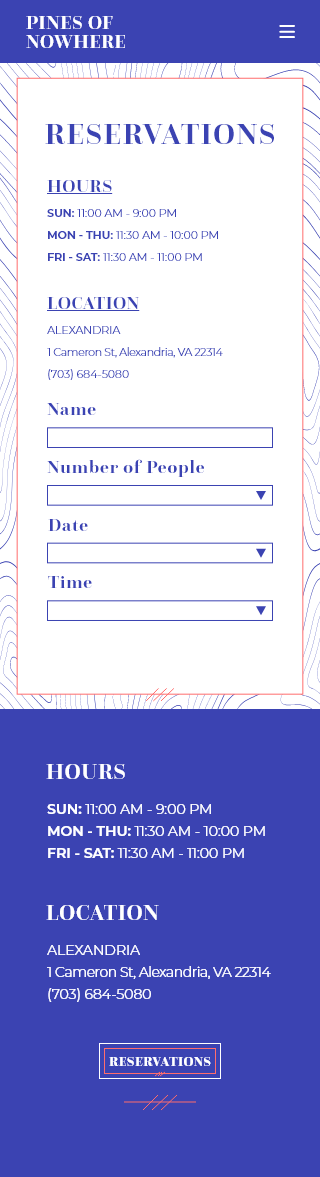 PINES OF
NOWHERE
RESERVATIONS
HOURS
SUN: 11:00 AM - 9:00 PM
MON - THU: 11:30 AM - 10:00 PM
FRI - SAT: 11:30 AM - 11:00 PM
LOCATION
ALEXANDRIA
1 Cameron St, Alexandria, VA 22314
(703) 684-5080
Name
Number of People
Date
Time
HOURS
SUN: 11:00 AM - 9:00 PM
MON - THU: 11:30 AM - 10:00 PM
FRI - SAT: 11:30 AM - 11:00 PM
LOCATION
ALEXANDRIA
1 Cameron St, Alexandria, VA 22314
(703) 684-5080
RESERVATIONS